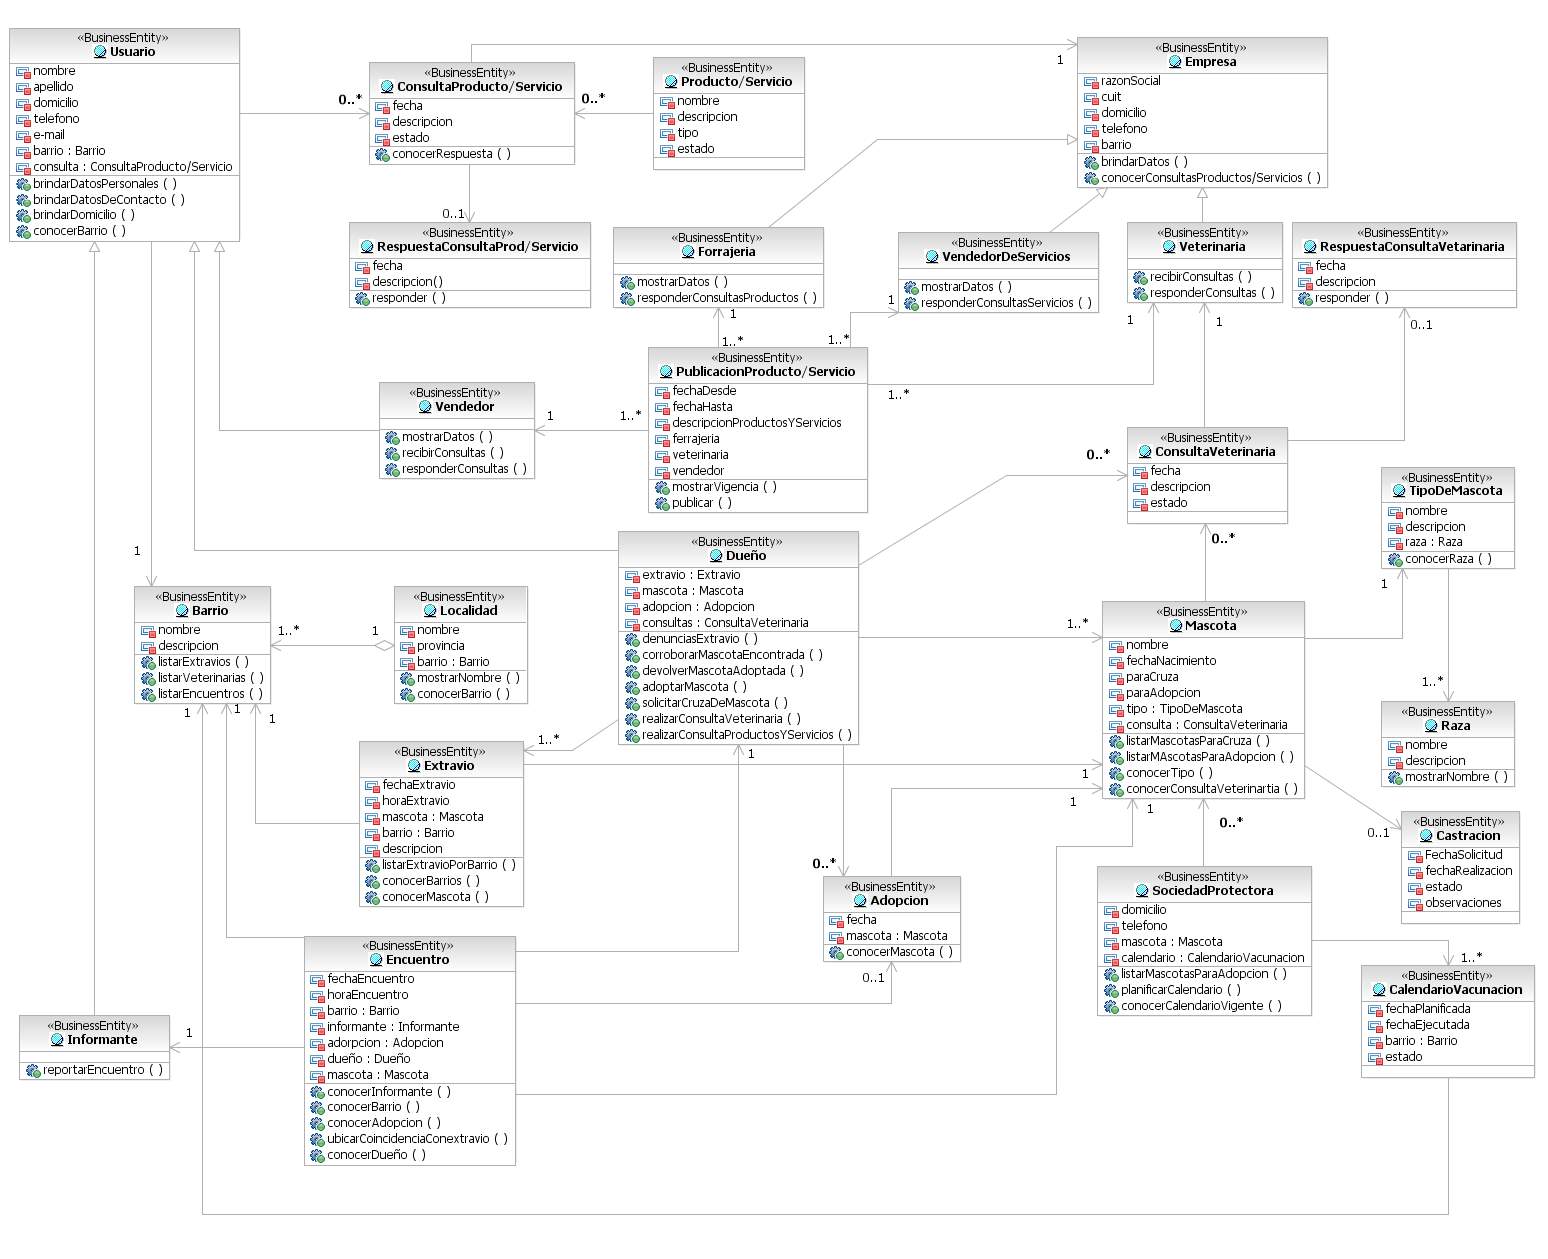 «BusinessEntity»
Usuario
nombre
apellido
domicilio
telefono
e-mail
barrio : Barrio
consulta : ConsultaProducto/Servicio
brindarDatosPersonales ( )
brindarDatosDeContacto ( )
brindarDomicilio ( )
conocerBarrio ( )
0..*
«BusinessEntity»
ConsultaProducto/Servicio
fecha
descripcion
estado
conocerRespuesta ( )
0..*
«BusinessEntity»
Producto/Servicio
nombre
descripcion
tipo
estado
1
«BusinessEntity»
Empresa
razonSocial
cuit
domicilio
telefono
barrio
brindarDatos ( )
conocerConsultasProductos/Servicios ( )
0..1
«BusinessEntity»
RespuestaConsultaProd/Servicio
fecha
descripcion()
responder ( )
«BusinessEntity»
Forrajeria
mostrarDatos ( )
responderConsultasProductos ( )
1
1..*
«BusinessEntity»
VendedorDeServicios
mostrarDatos ( )
responderConsultasServicios ( )
1
1..*
«BusinessEntity»
Veterinaria
recibirConsultas ( )
responderConsultas ( )
1
1
«BusinessEntity»
RespuestaConsultaVetarinaria
fecha
descripcion
responder ( )
0..1
«BusinessEntity»
Vendedor
mostrarDatos ( )
recibirConsultas ( )
responderConsultas ( )
1
1..*
«BusinessEntity»
PublicacionProducto/Servicio
fechaDesde
fechaHasta
descripcionProductosYServicios
ferrajeria
veterinaria
vendedor
mostrarVigencia ( )
publicar ( )
1..*
0..*
«BusinessEntity»
ConsultaVeterinaria
fecha
descripcion
estado
0..*
«BusinessEntity»
TipoDeMascota
nombre
descripcion
raza : Raza
conocerRaza ( )
1
1
«BusinessEntity»
Barrio
nombre
descripcion
listarExtravios ( )
listarVeterinarias ( )
listarEncuentros ( )
1..*
1
«BusinessEntity»
Localidad
nombre
provincia
barrio : Barrio
mostrarNombre ( )
conocerBarrio ( )
1
1
1
«BusinessEntity»
Dueño
extravio : Extravio
mascota : Mascota
adopcion : Adopcion
consultas : ConsultaVeterinaria
denunciasExtravio ( )
corroborarMascotaEncontrada ( )
devolverMascotaAdoptada ( )
adoptarMascota ( )
solicitarCruzaDeMascota ( )
realizarConsultaVeterinaria ( )
realizarConsultaProductosYServicios ( )
1..*
«BusinessEntity»
Mascota
nombre
fechaNacimiento
paraCruza
paraAdopcion
tipo : TipoDeMascota
consulta : ConsultaVeterinaria
listarMascotasParaCruza ( )
listarMAscotasParaAdopcion ( )
conocerTipo ( )
conocerConsultaVeterinartia ( )
1..*
«BusinessEntity»
Raza
nombre
descripcion
mostrarNombre ( )
1..*
1
1
1
1
«BusinessEntity»
Extravio
fechaExtravio
horaExtravio
mascota : Mascota
barrio : Barrio
descripcion
listarExtravioPorBarrio ( )
conocerBarrios ( )
conocerMascota ( )
0..*
«BusinessEntity»
Adopcion
fecha
mascota : Mascota
conocerMascota ( )
0..1
0..*
«BusinessEntity»
SociedadProtectora
domicilio
telefono
mascota : Mascota
calendario : CalendarioVacunacion
listarMascotasParaAdopcion ( )
planificarCalendario ( )
conocerCalendarioVigente ( )
0..1
«BusinessEntity»
Castracion
FechaSolicitud
fechaRealizacion
estado
observaciones
1..*
«BusinessEntity»
CalendarioVacunacion
fechaPlanificada
fechaEjecutada
barrio : Barrio
estado
«BusinessEntity»
Encuentro
fechaEncuentro
horaEncuentro
barrio : Barrio
informante : Informante
adorpcion : Adopcion
dueño : Dueño
mascota : Mascota
conocerInformante ( )
conocerBarrio ( )
conocerAdopcion ( )
ubicarCoincidenciaConextravio ( )
conocerDueño ( )
1
«BusinessEntity»
Informante
reportarEncuentro ( )